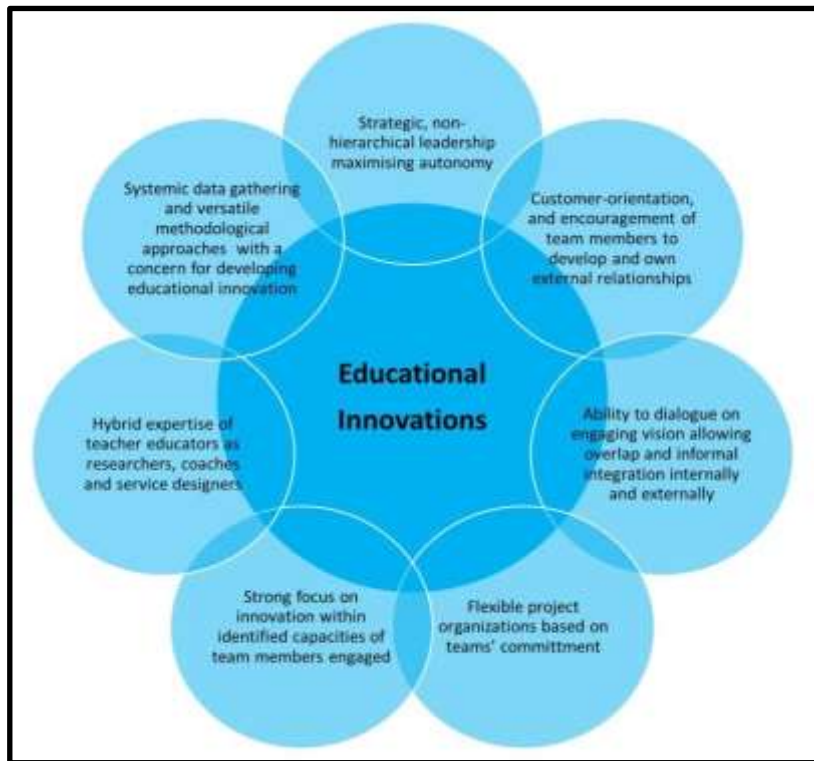 Strategic, non-
hierarchical leadership
maximising autonomy
Customer-orientation,
and encouragement of
team members to
develop and own
external relationships
Ability to dialogue on
engaging vision allowing
overlap and informal
integration internally
and externally
Flexible project
organizations based on
teams' committment
Strong focus on
innovation within
identified capacities of
team members engaged
Hybrid expertise of
teacher educators as
researchers, coaches
and service designers
Systemic data gathering
and versatile
methodological
approaches with a
concern for developing
educational innovation
Educational
Innovations